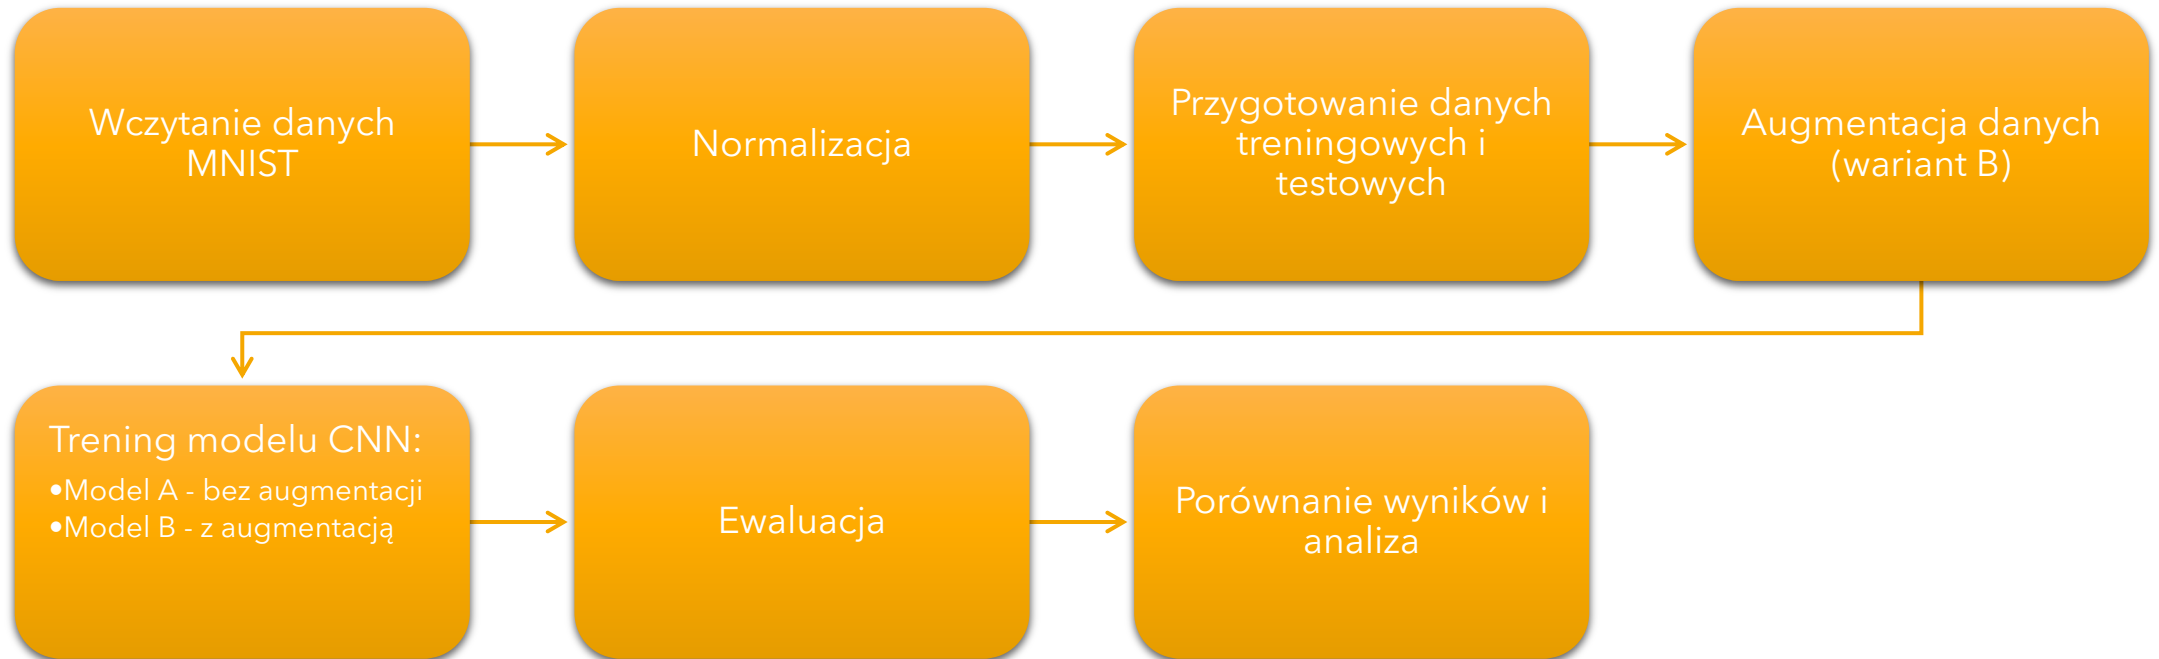 Wczytanie danych
MNIST
Normalizacja
Przygotowanie danych
treningowych i
testowych
Augmentacja danych
(wariant B)
Trening modelu CNN:
•Model A - bez augmentacji
•Model B - z augmentacją
Ewaluacja
Porównanie wyników i
analiza